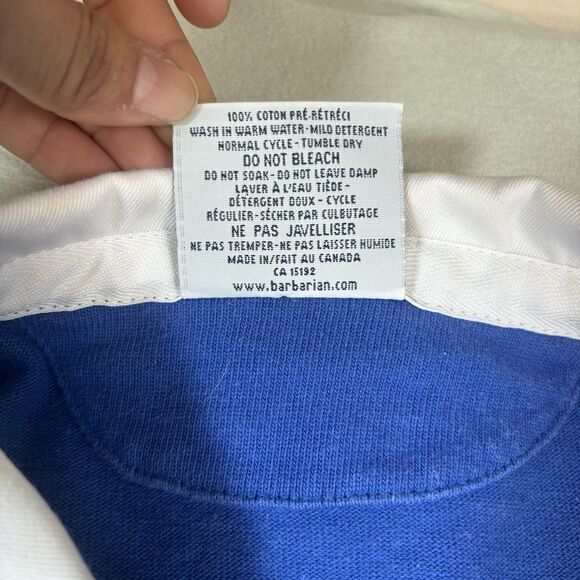 100% COTON PRÉ-RÉTRÉCI
WASH IN WARM WATER-MILD DETERGENT
NORMAL CYCLE-TUMBLE DRY
DO NOT BLEACH
DO NOT SOAK-DO NOT LEAVE DAMP
LAVER À L'EAU TIÈDE-
DÉTERGENT DOUX-CYCLE
RÉGULIER-SÉCHER PAR CULBUTAGE
NE PAS JAVELLISER
NE PAS TREMPER-NE PAS LAISSER HUMIDE
MADE IN/FAIT AU CANADA
CA 15192
www.barbarian.com